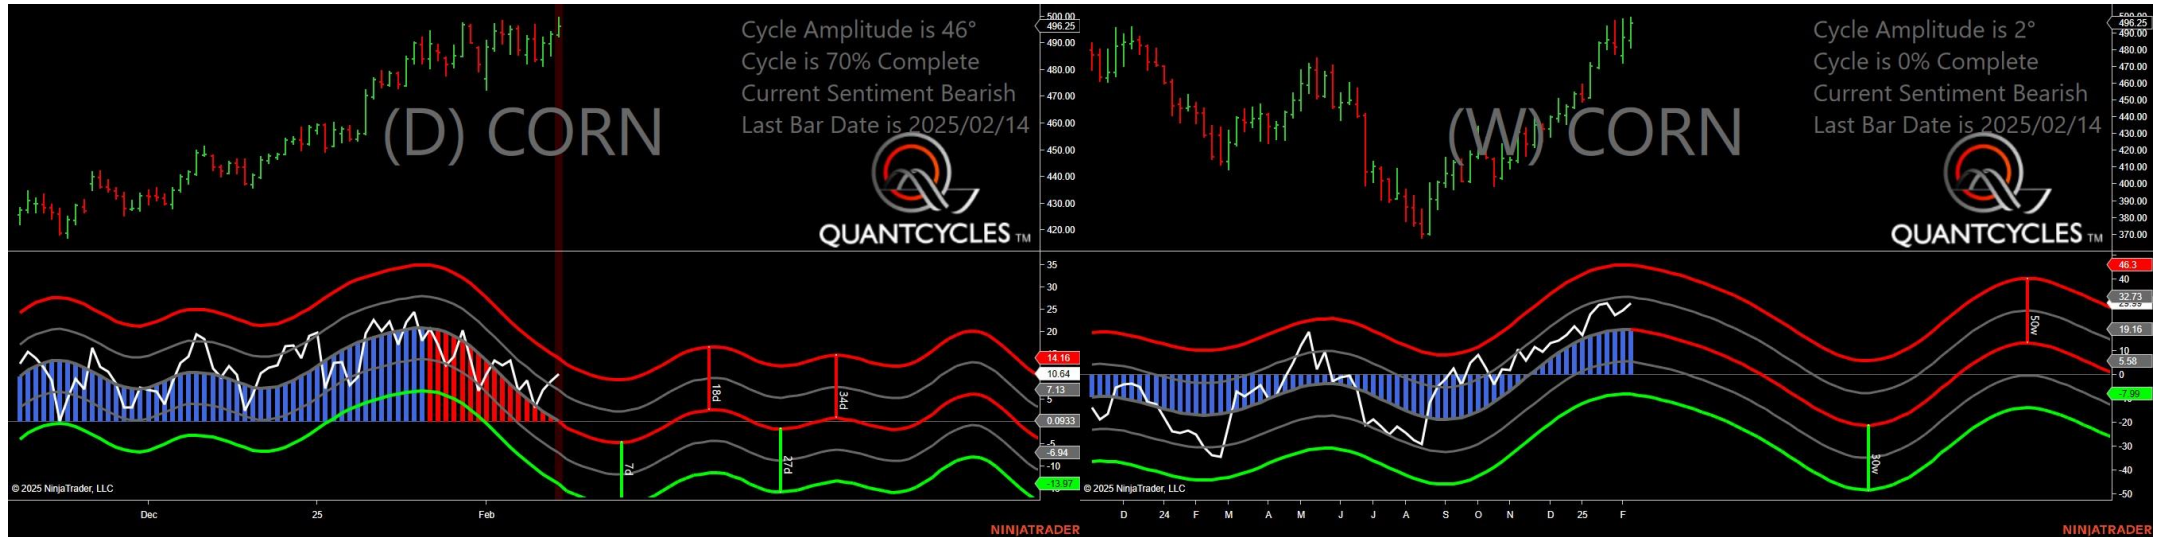 Cycle Amplitude is 46°
Cycle is 70% Complete
Current Sentiment Bearish
Last Bar Date is 2025/02/14
(D) CORN
QUANTCYCLES TM
500.00
496.25
490.00
480.00
470.00
460.00
450.00
440.00
430.00
420.00
35
30
25
20
14.16
10.64
7.13
5
0.0933
-5
-6.94
-10
-13.97
7d
18d
27d
34d
© 2025 NinjaTrader, LLC
Dec
25
Feb
NINJATRADER
Cycle Amplitude is 2°
Cycle is 0% Complete
Current Sentiment Bearish
Last Bar Date is 2025/02/14
(W) CORN
QUANTCYCLES TM
496.25
490.00
480.00
470.00
460.00
450.00
440.00
430.00
420.00
410.00
400.00
390.00
380.00
370.00
46.3
40
32.73
19.16
10
5.58
0
-7.99
-20
-30
-40
-50
30w
50w
© 2025 NinjaTrader, LLC
D 24 F M A M J J A S O N D 25 F
NINJATRADER